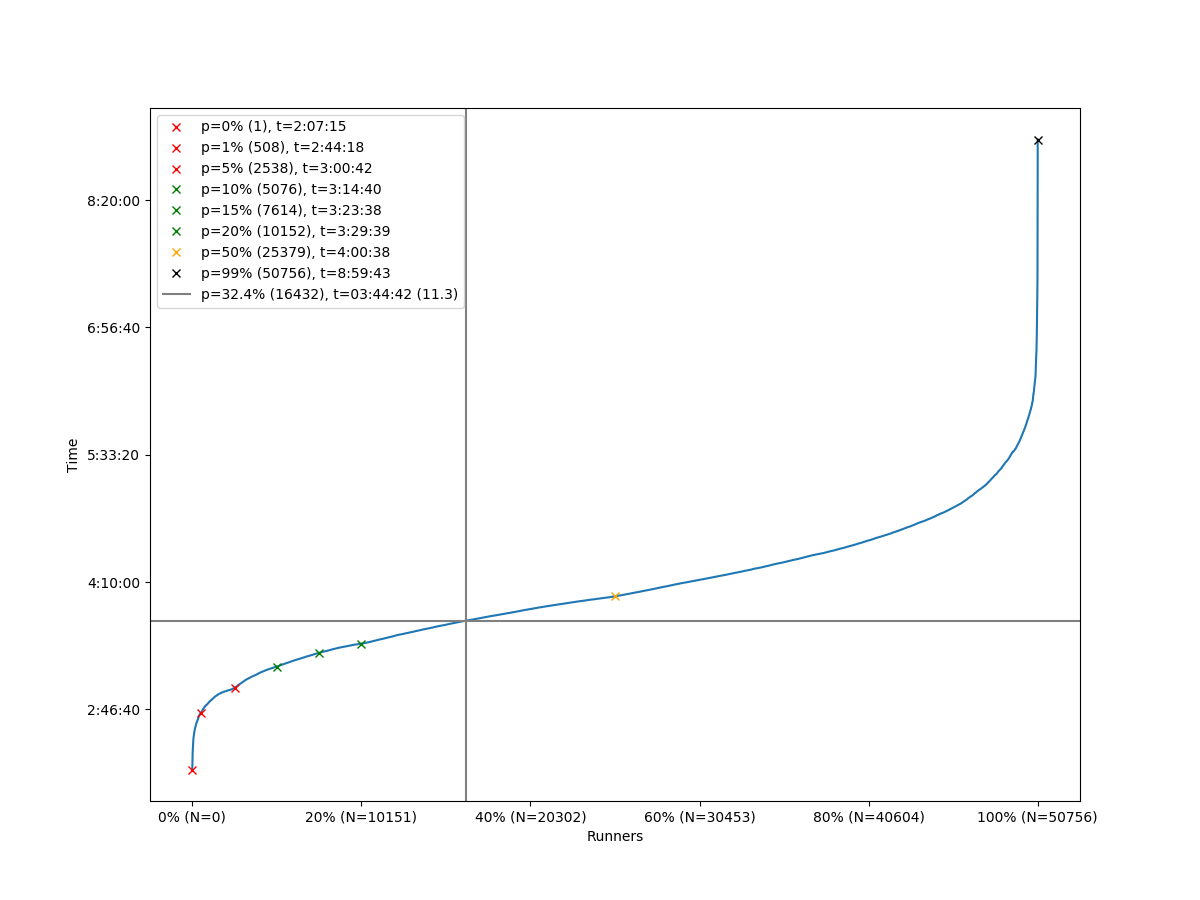 p=0% (1), t=2:07:15
p=1% (508), t=2:44:18
p=5% (2538), t=3:00:42
p=10% (5076), t=3:14:40
p=15% (7614), t=3:23:38
p=20% (10152), t=3:29:39
p=50% (25379), t=4:00:38
p=99% (50756), t=8:59:43
p=32.4% (16432), t=03:44:42 (11.3)
8:20:00
6:56:40
5:33:20
4:10:00
2:46:40
Time
0% (N=0)
20% (N=10151)
40% (N=20302)
60% (N=30453)
80% (N=40604)
100% (N=50756)
Runners